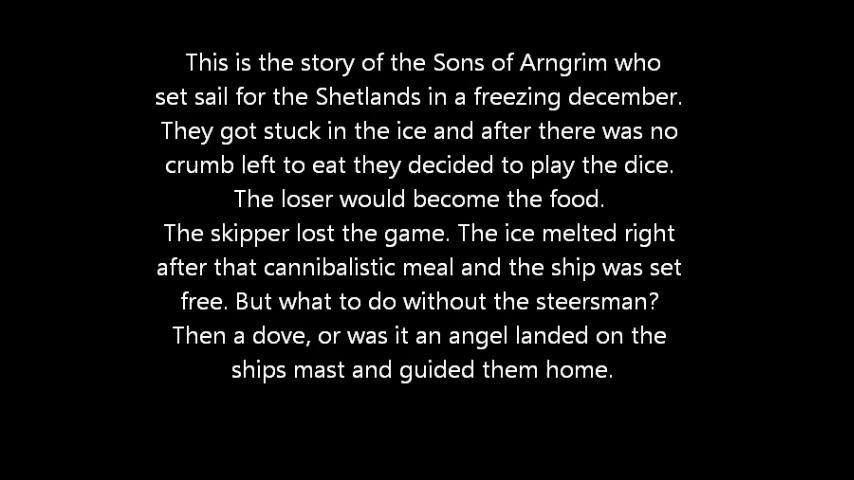 This is the story of the Sons of Arngrim who
set sail for the Shetlands in a freezing december.
They got stuck in the ice and after there was no
crumb left to eat they decided to play the dice.
The loser would become the food.
The skipper lost the game. The ice melted right
after that cannibalistic meal and the ship was set
free. But what to do without the steersman?
Then a dove, or was it an angel landed on the
ships mast and guided them home.